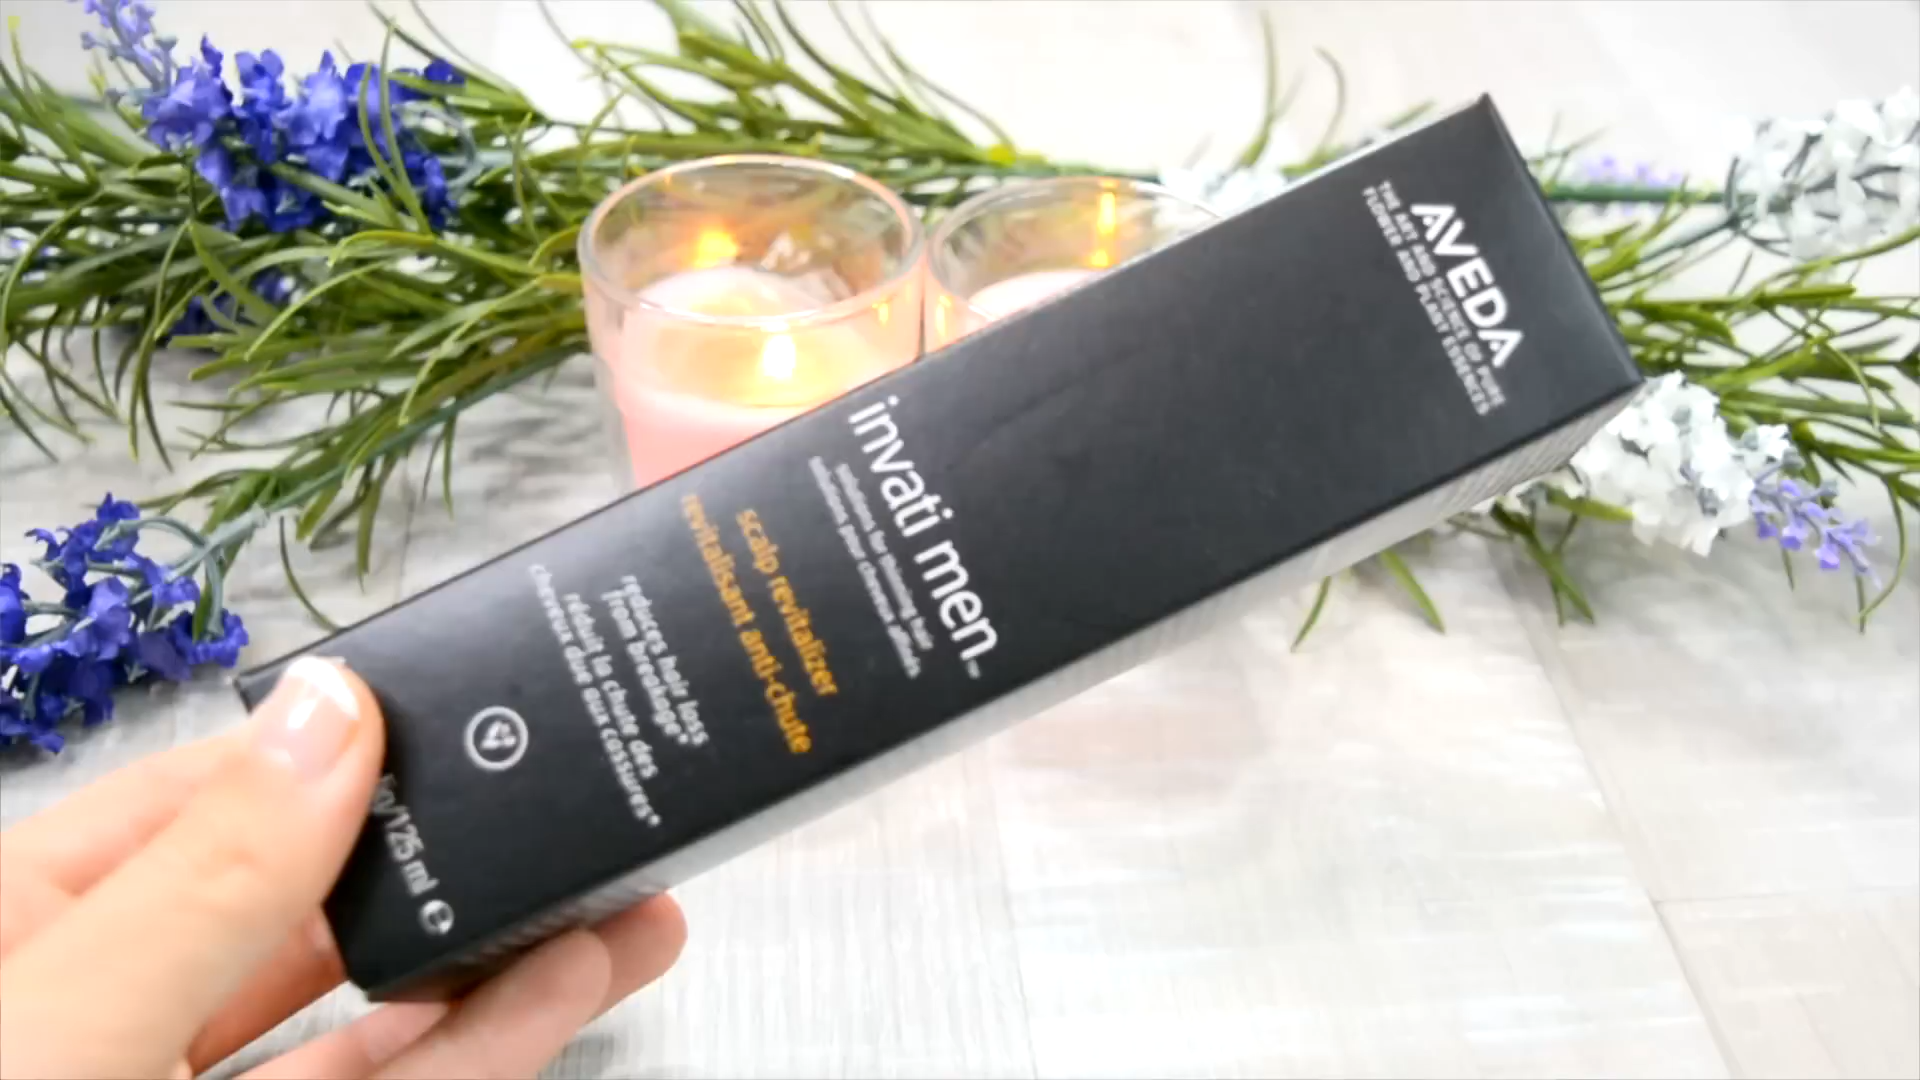 AVEDA
THE ART AND SCIENCE OF PURE
FLOWER AND PLANT ESSENCES
invati men™
solutions for thinning hair
solutions pour cheveux affinés
scalp revitalizer
revitalisant anti-chute
reduces hair loss
from breakage*
réduit la chute des
cheveux due aux cassures*
/125 ml ℮